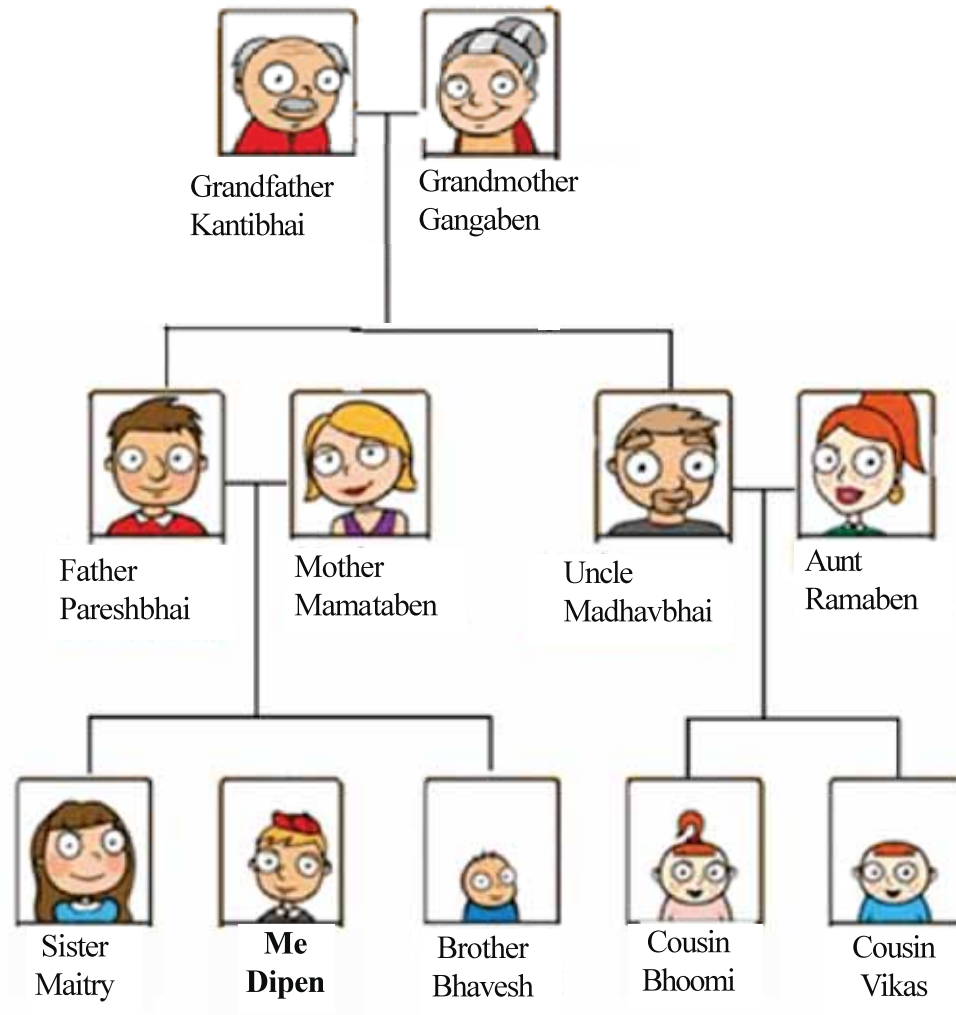 Grandfather
Kantibhai
Grandmother
Gangaben
Father
Pareshbhai
Mother
Mamataben
Uncle
Madhavbhai
Aunt
Ramaben
Sister
Maitry
Me
Dipen
Brother
Bhavesh
Cousin
Bhoomi
Cousin
Vikas